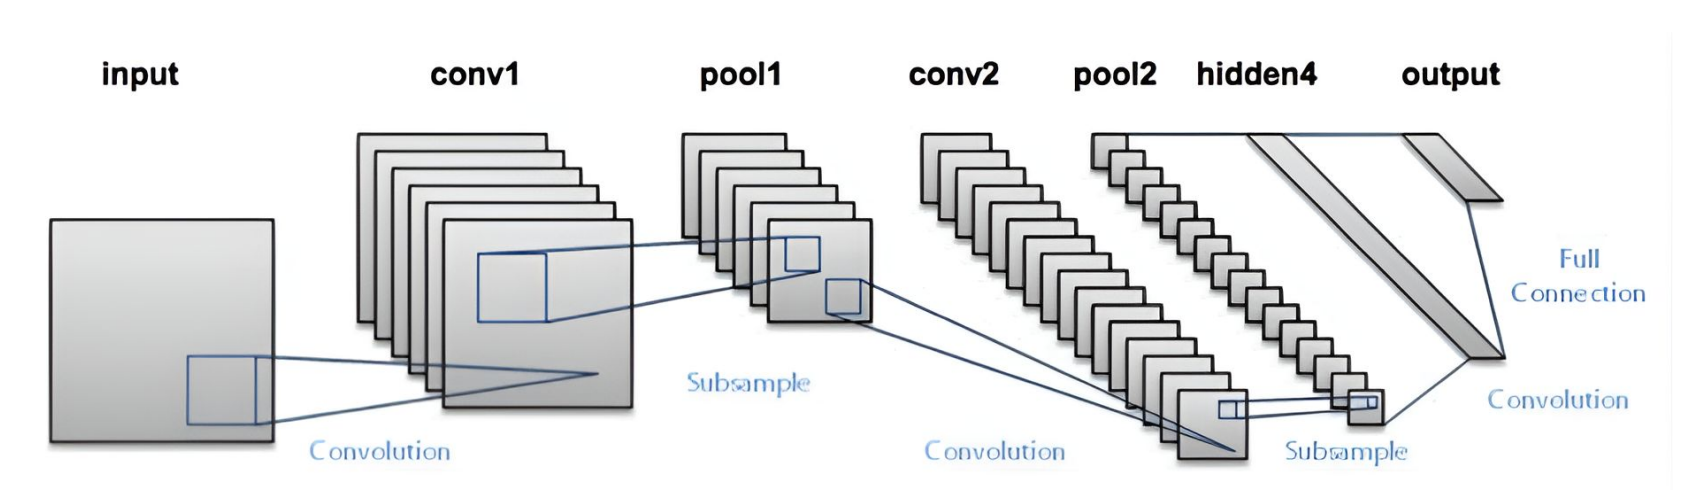 input
conv1
pool1
conv2
pool2
hidden4
output
Full
Connection
Subsample
Convolution
Convolution
Convolution
Subsample